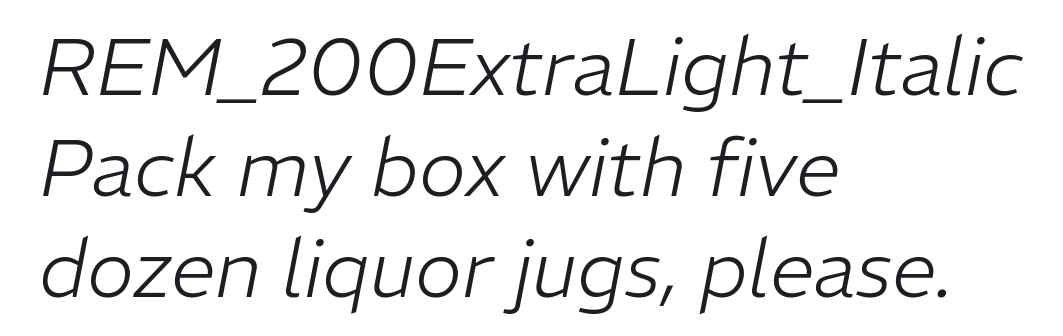 REM_200ExtraLight_Italic
Pack my box with five
dozen liquor jugs, please.